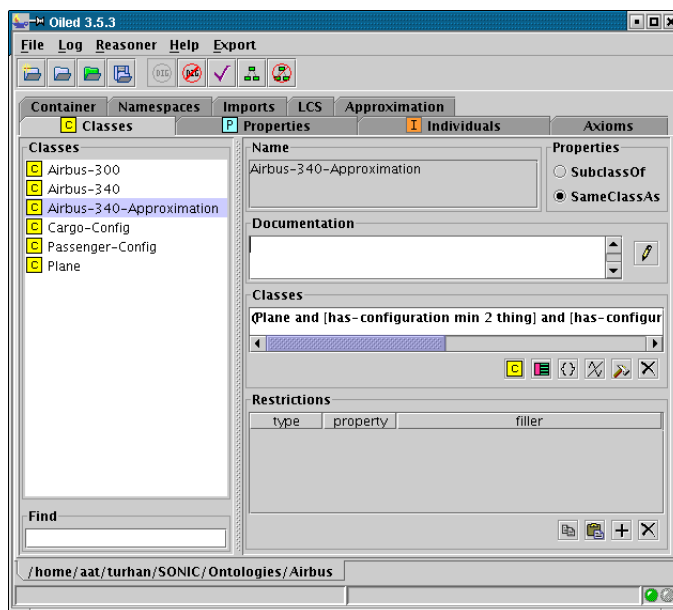 Oiled 3.5.3
File Log Reasoner Help Export
DIG DIG
Container Namespaces Imports LCS Approximation
C Classes P Properties I Individuals Axioms
Classes
C Airbus-300
C Airbus-340
C Airbus-340-Approximation
C Cargo-Config
C Passenger-Config
C Plane
Find
Name
Airbus-340-Approximation
Properties
SubclassOf
SameClassAs
Documentation
Classes
(Plane and [has-configuration min 2 thing] and [has-configur
C {}
Restrictions
type property filler
/home/aat/turhan/SONIC/Ontologies/Airbus